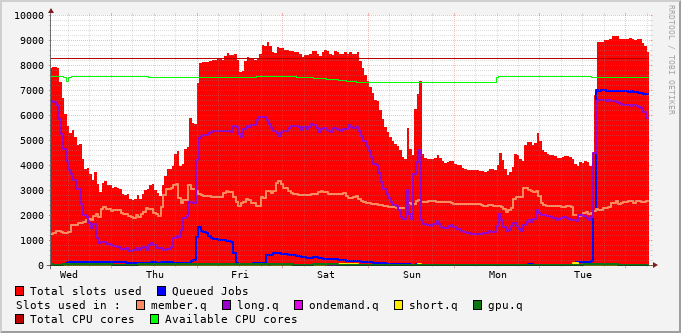 10000
9000
8000
7000
6000
5000
4000
3000
2000
1000
0
Wed Thu Fri Sat Sun Mon Tue
RRDTOOL / TOBI OETIKER
Total slots used Queued Jobs
Slots used in : member.q long.q ondemand.q short.q gpu.q
Total CPU cores Available CPU cores